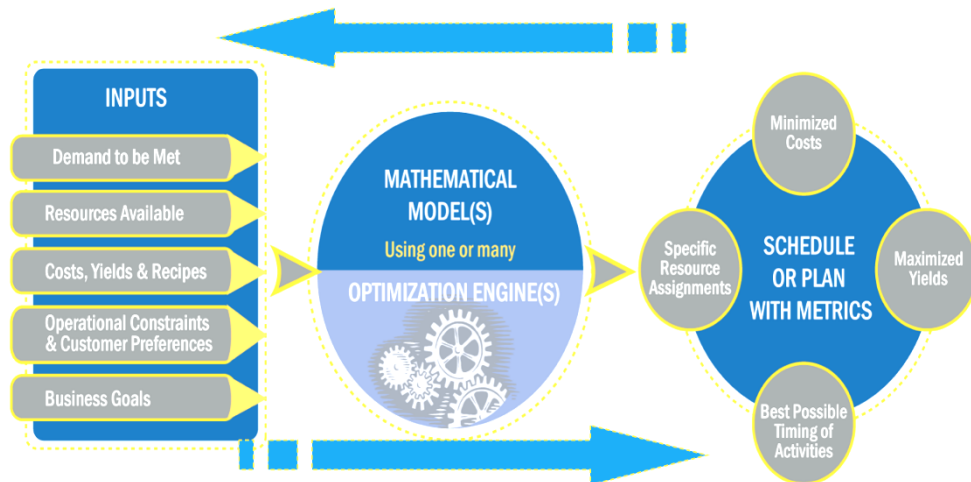 INPUTS
Demand to be Met
Resources Available
Costs, Yields & Recipes
Operational Constraints
& Customer Preferences
Business Goals
MATHEMATICAL
MODEL(S)
Using one or many
OPTIMIZATION ENGINE(S)
Minimized
Costs
Specific
Resource
Assignments
SCHEDULE
OR PLAN
WITH METRICS
Maximized
Yields
Best Possible
Timing of
Activities